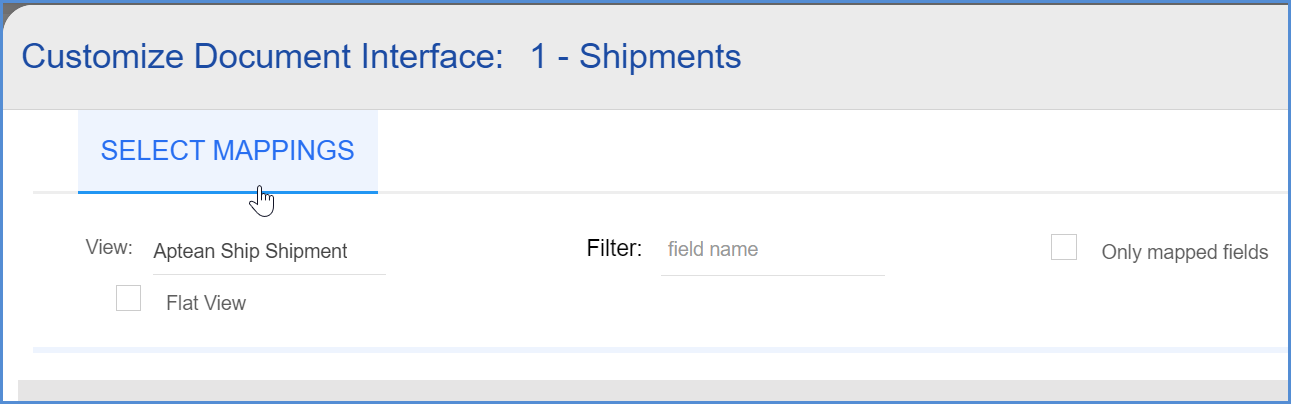 Customize Document Interface: 1 - Shipments
SELECT MAPPINGS
View: Aptean Ship Shipment Filter: field name Only mapped fields
Flat View